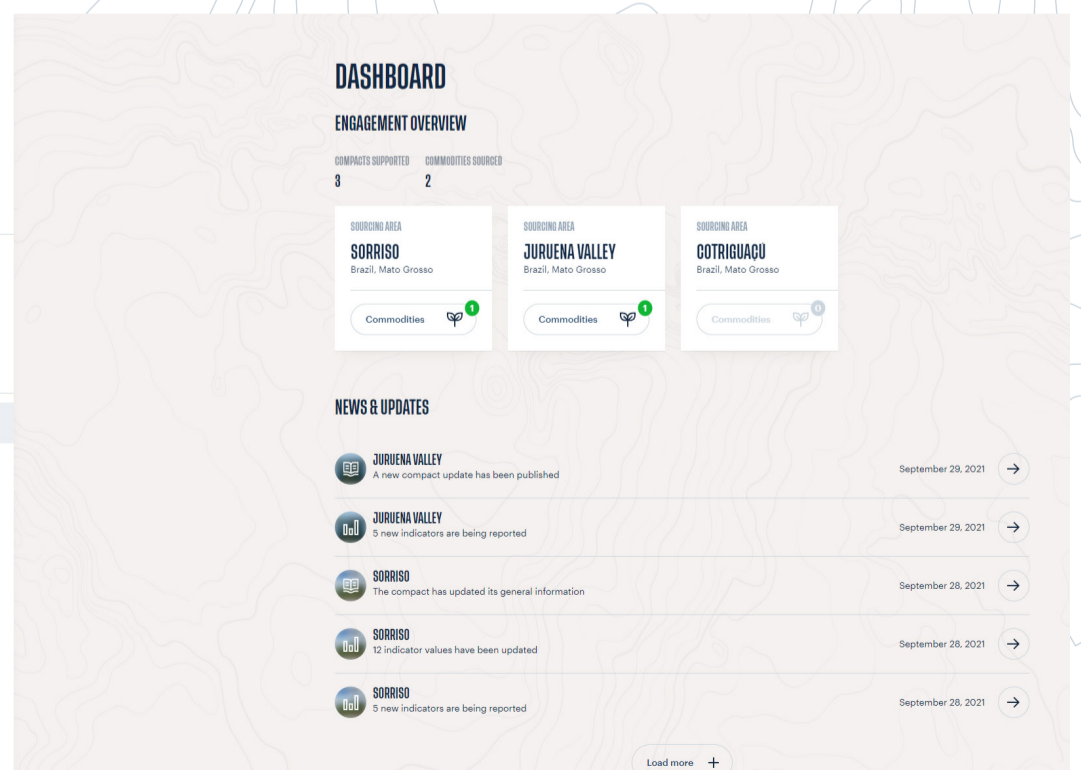 DASHBOARD
ENGAGEMENT OVERVIEW
COMPACTS SUPPORTED COMMODITIES SOURCED
3 2
SOURCING AREA
SORRISO
Brazil, Mato Grosso
Commodities 1
SOURCING AREA
JURUENA VALLEY
Brazil, Mato Grosso
Commodities 1
SOURCING AREA
COTRIGUAÇÚ
Brazil, Mato Grosso
Commodities 0
NEWS & UPDATES
JURUENA VALLEY
A new compact update has been published September 29, 2021
JURUENA VALLEY
5 new indicators are being reported September 29, 2021
SORRISO
The compact has updated its general information September 28, 2021
SORRISO
12 indicator values have been updated September 28, 2021
SORRISO
5 new indicators are being reported September 28, 2021
Load more +